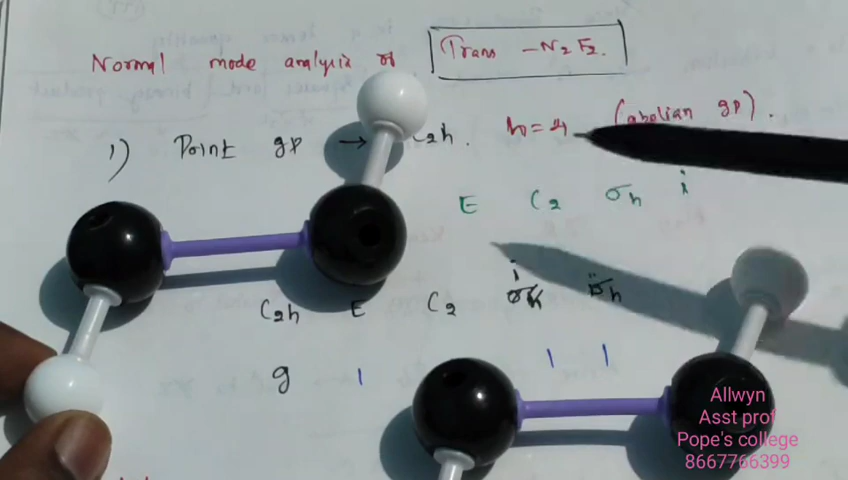 Normal mode analysis of Trans - N₂F₂.
1) Point gp → C₂h. h=4 (abelian gp).
E C₂ σh i
C₂h E C₂ i σh
g 1 1 1
Allwyn
Asst prof
Pope's college
8667766399